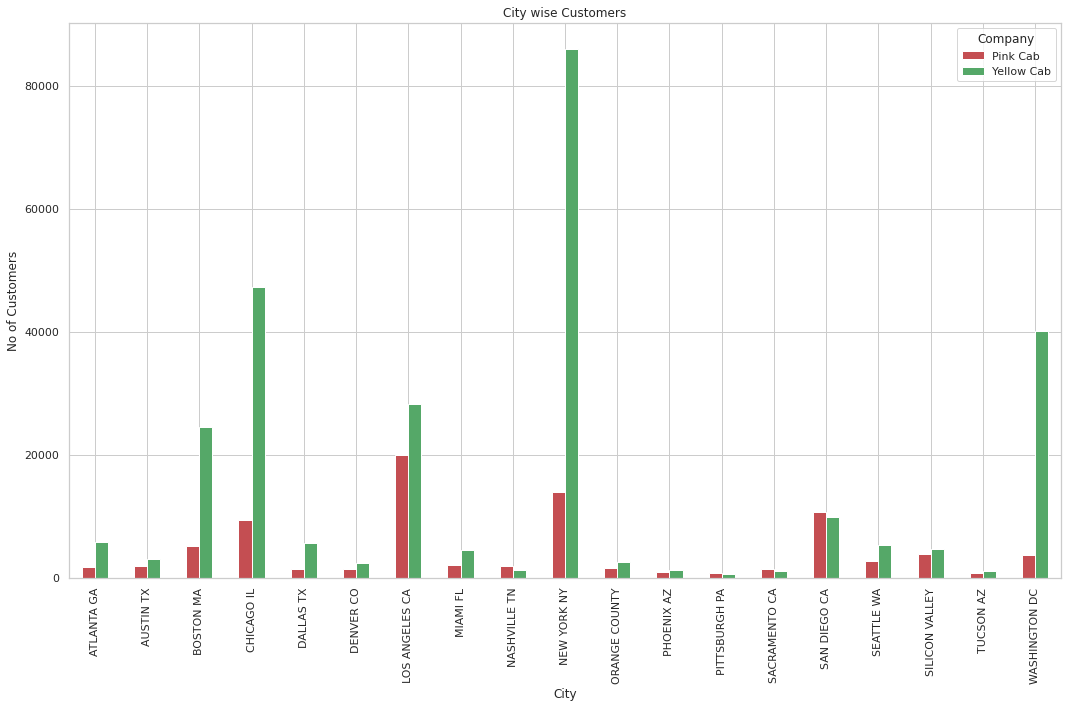 City wise Customers
Company
Pink Cab
Yellow Cab
No of Customers
80000
60000
40000
20000
0
ATLANTA GA
AUSTIN TX
BOSTON MA
CHICAGO IL
DALLAS TX
DENVER CO
LOS ANGELES CA
MIAMI FL
NASHVILLE TN
NEW YORK NY
ORANGE COUNTY
PHOENIX AZ
PITTSBURGH PA
SACRAMENTO CA
SAN DIEGO CA
SEATTLE WA
SILICON VALLEY
TUCSON AZ
WASHINGTON DC
City